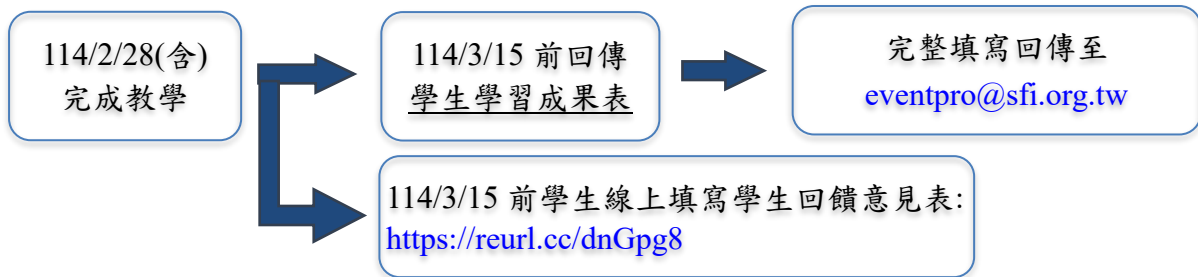 114/2/28(含)
完成教學
114/3/15 前回傳
學生學習成果表
完整填寫回傳至
eventpro@sfi.org.tw
114/3/15 前學生線上填寫學生回饋意見表:
https://reurl.cc/dnGpg8